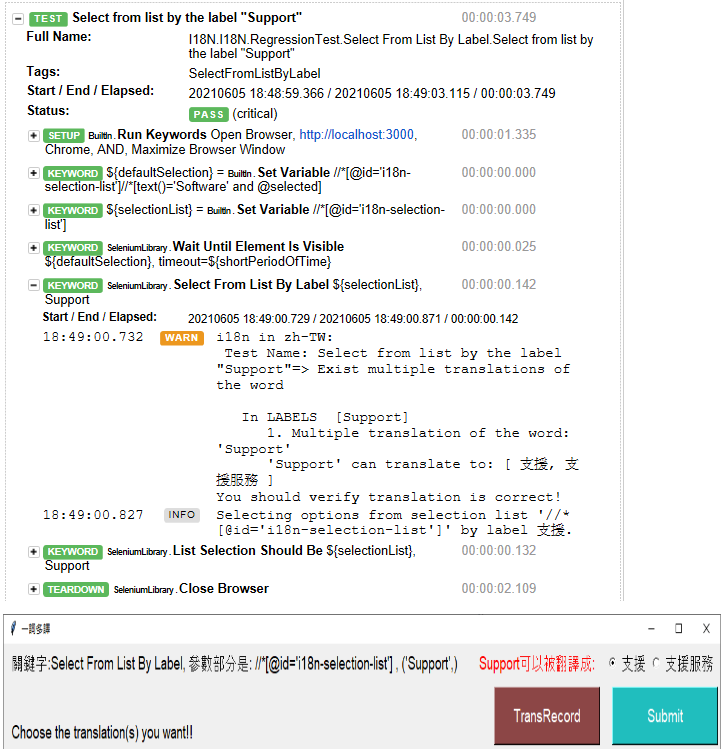 TEST Select from list by the label "Support" 00:00:03.749
Full Name: I18N.I18N.RegressionTest.Select From List By Label.Select from list by
the label "Support"
Tags: SelectFromListByLabel
Start / End / Elapsed: 20210605 18:48:59.366 / 20210605 18:49:03.115 / 00:00:03.749
Status: PASS (critical)
SETUP BuiltIn.Run Keywords Open Browser, http://localhost:3000, 00:00:01.335
Chrome, AND, Maximize Browser Window
KEYWORD ${defaultSelection} = BuiltIn.Set Variable //*[@id='i18n- 00:00:00.000
selection-list']//*[text()='Software' and @selected]
KEYWORD ${selectionList} = BuiltIn.Set Variable //*[@id='i18n-selection- 00:00:00.000
list']
KEYWORD SeleniumLibrary.Wait Until Element Is Visible 00:00:00.025
${defaultSelection}, timeout=${shortPeriodOfTime}
KEYWORD SeleniumLibrary.Select From List By Label ${selectionList}, 00:00:00.142
Support
Start / End / Elapsed: 20210605 18:49:00.729 / 20210605 18:49:00.871 / 00:00:00.142
18:49:00.732 WARN i18n in zh-TW:
Test Name: Select from list by the label
"Support"=> Exist multiple translations of
the word
In LABELS [Support]
1. Multiple translation of the word:
'Support'
'Support' can translate to: [ 支援, 支
援服務 ]
You should verify translation is correct!
18:49:00.827 INFO Selecting options from selection list '//*
[@id='i18n-selection-list']' by label 支援.
KEYWORD SeleniumLibrary.List Selection Should Be ${selectionList}, 00:00:00.132
Support
TEARDOWN SeleniumLibrary.Close Browser 00:00:02.109
一詞多譯
關鍵字:Select From List By Label, 參數部分是: //*[@id='i18n-selection-list'] , ('Support',) Support可以被翻譯成: 支援 支援服務
TransRecord Submit
Choose the translation(s) you want!!